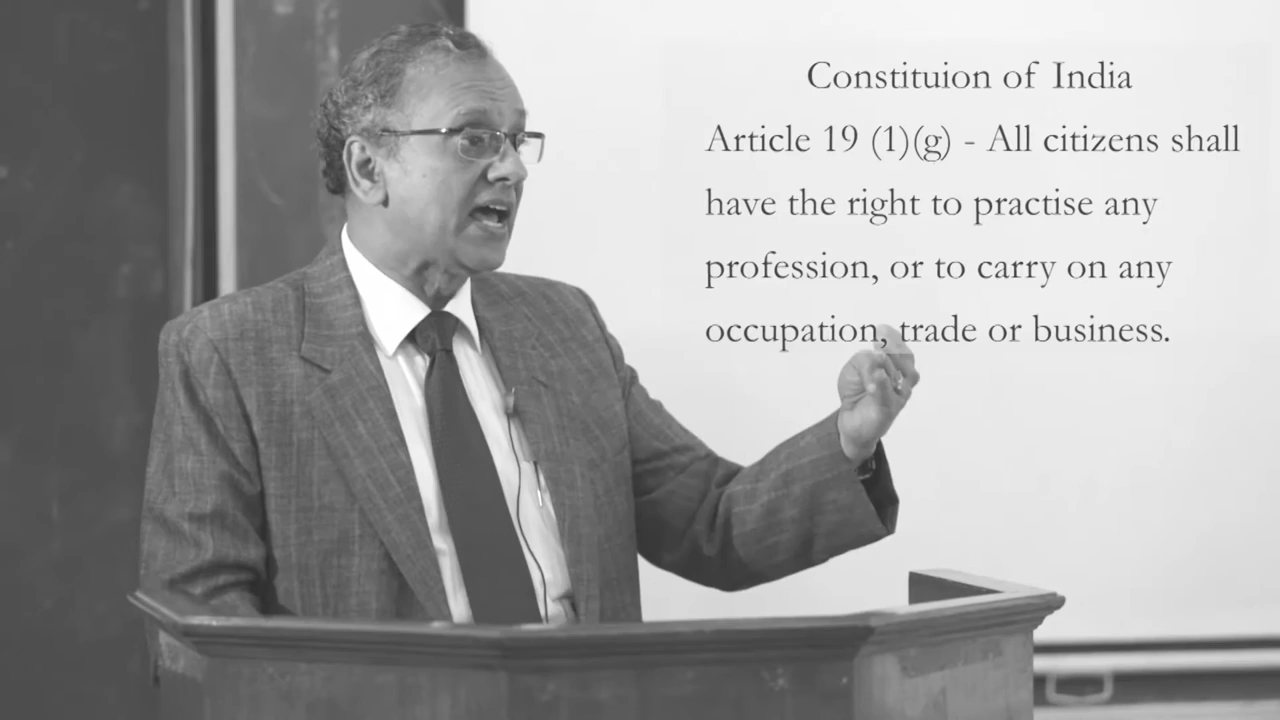 Constituion of India
Article 19 (1)(g) - All citizens shall
have the right to practise any
profession, or to carry on any
occupation, trade or business.